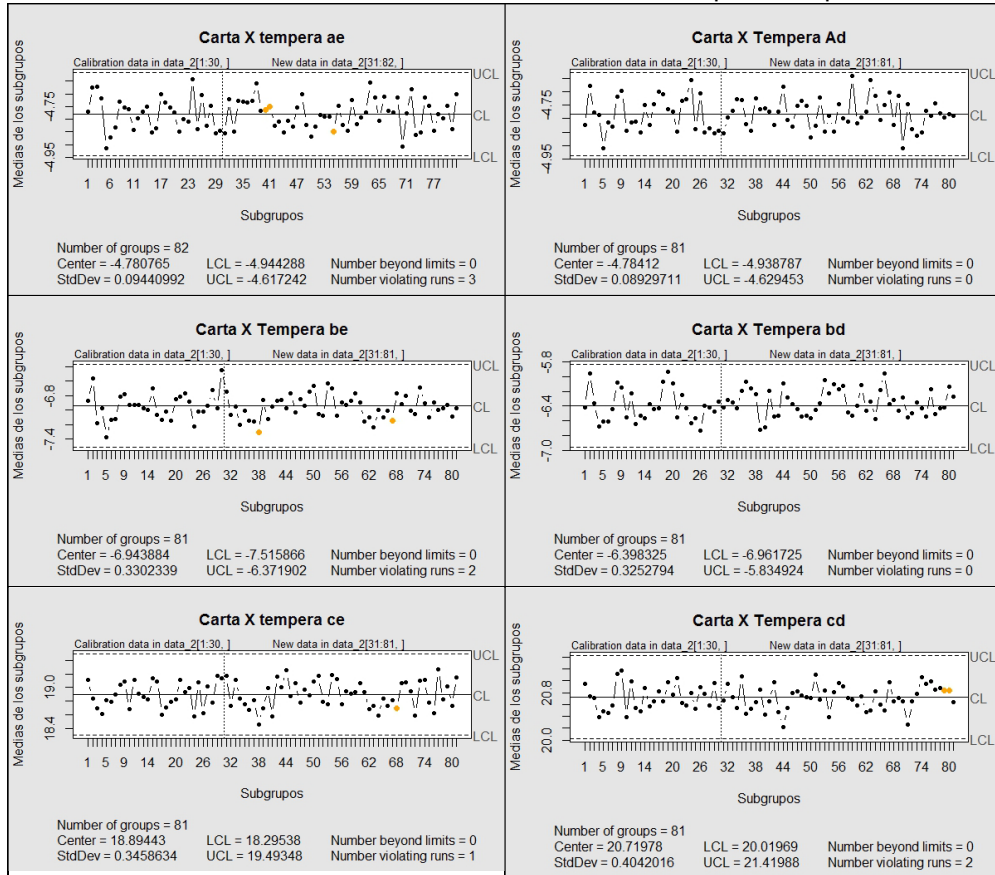 Carta X tempera ae
Calibration data in data_2[1:30, ] New data in data_2[31:82, ]
Medias de los subgrupos
-4.75
-4.95
UCL
CL
LCL
1 6 11 17 23 29 35 41 47 53 59 65 71 77
Subgrupos
Number of groups = 82
Center = -4.780765 LCL = -4.944288 Number beyond limits = 0
StdDev = 0.09440992 UCL = -4.617242 Number violating runs = 3
Carta X Tempera Ad
Calibration data in data_2[1:30, ] New data in data_2[31:81, ]
Medias de los subgrupos
-4.75
-4.95
UCL
CL
LCL
1 5 9 14 20 26 32 38 44 50 56 62 68 74 80
Subgrupos
Number of groups = 81
Center = -4.78412 LCL = -4.938787 Number beyond limits = 0
StdDev = 0.08929711 UCL = -4.629453 Number violating runs = 0
Carta X Tempera be
Calibration data in data_2[1:30, ] New data in data_2[31:81, ]
Medias de los subgrupos
-6.8
-7.4
UCL
CL
LCL
1 5 9 14 20 26 32 38 44 50 56 62 68 74 80
Subgrupos
Number of groups = 81
Center = -6.943884 LCL = -7.515866 Number beyond limits = 0
StdDev = 0.3302339 UCL = -6.371902 Number violating runs = 2
Carta X Tempera bd
Calibration data in data_2[1:30, ] New data in data_2[31:81, ]
Medias de los subgrupos
-5.8
-6.4
-7.0
UCL
CL
LCL
1 5 9 14 20 26 32 38 44 50 56 62 68 74 80
Subgrupos
Number of groups = 81
Center = -6.398325 LCL = -6.961725 Number beyond limits = 0
StdDev = 0.3252794 UCL = -5.834924 Number violating runs = 0
Carta X tempera ce
Calibration data in data_2[1:30, ] New data in data_2[31:81, ]
Medias de los subgrupos
19.0
18.4
UCL
CL
LCL
1 5 9 14 20 26 32 38 44 50 56 62 68 74 80
Subgrupos
Number of groups = 81
Center = 18.89443 LCL = 18.29538 Number beyond limits = 0
StdDev = 0.3458634 UCL = 19.49348 Number violating runs = 1
Carta X Tempera cd
Calibration data in data_2[1:30, ] New data in data_2[31:81, ]
Medias de los subgrupos
20.8
20.0
UCL
CL
LCL
1 5 9 14 20 26 32 38 44 50 56 62 68 74 80
Subgrupos
Number of groups = 81
Center = 20.71978 LCL = 20.01969 Number beyond limits = 0
StdDev = 0.4042016 UCL = 21.41988 Number violating runs = 2